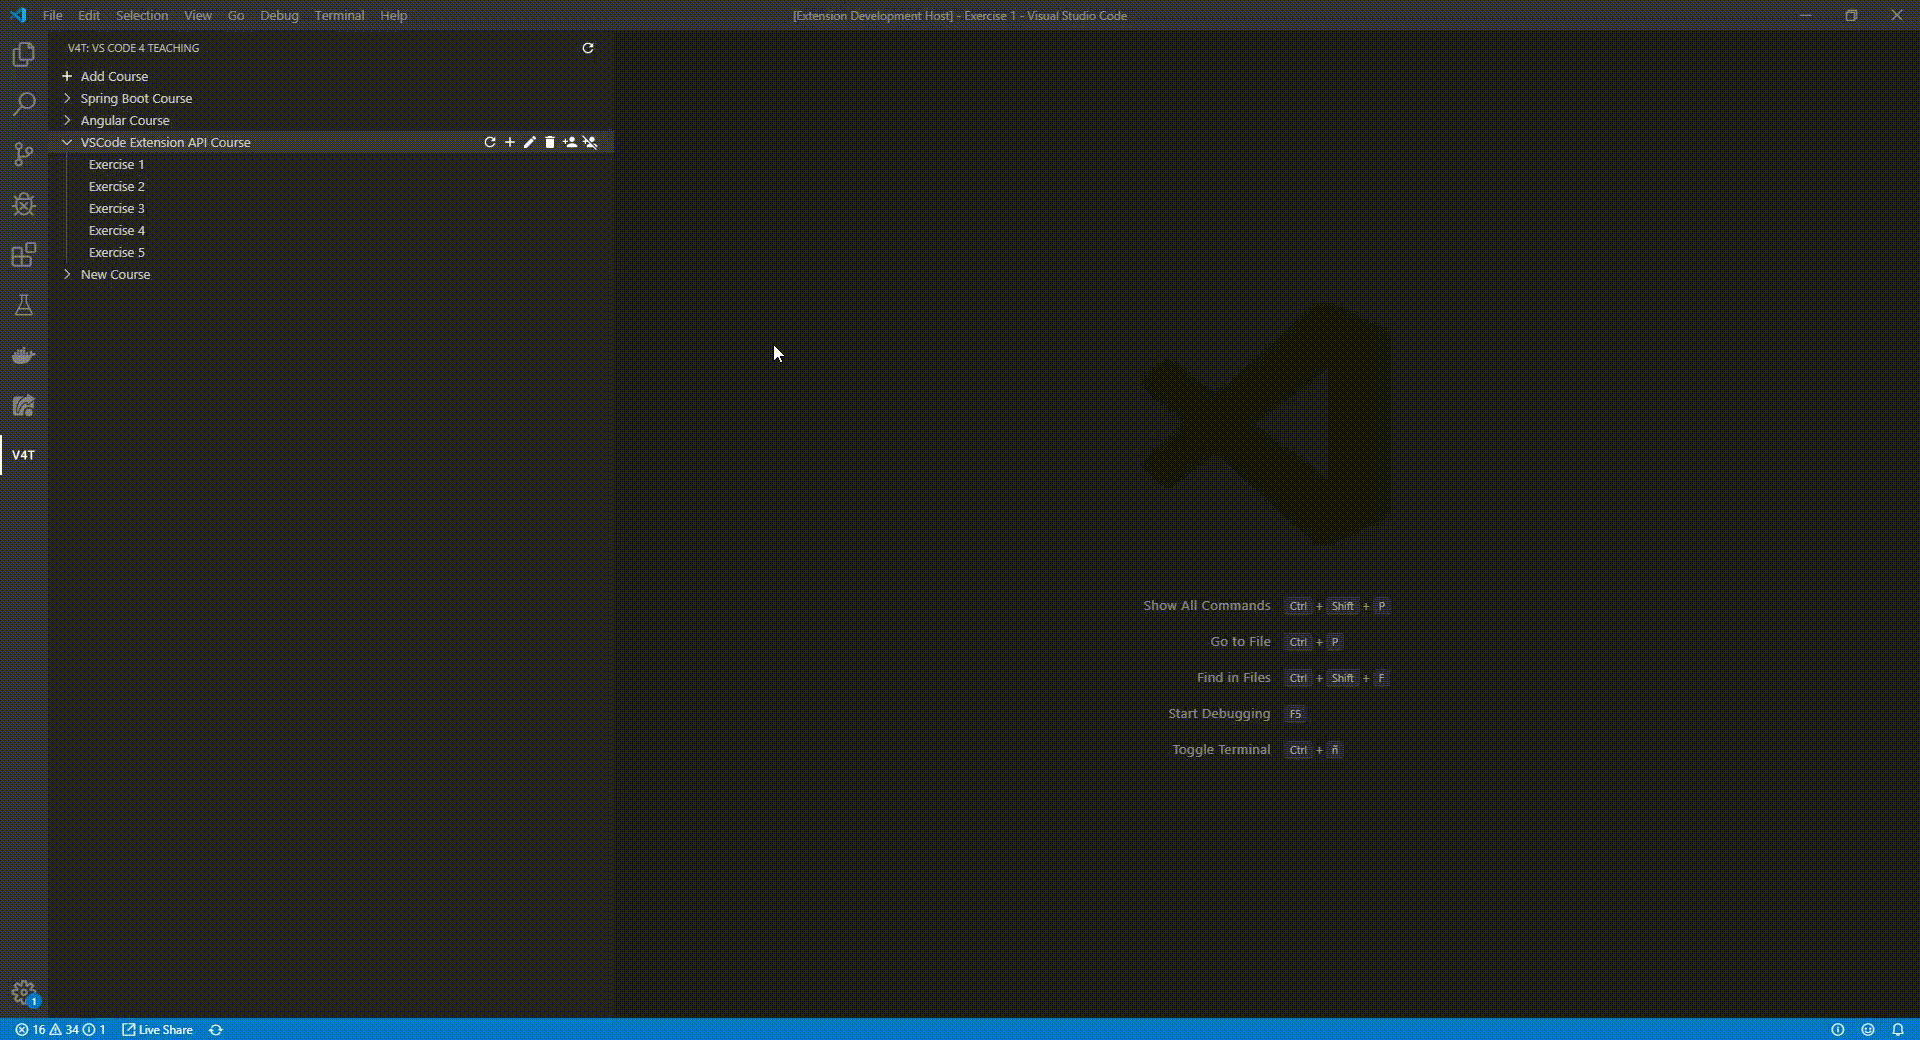 File Edit Selection View Go Debug Terminal Help
[Extension Development Host] - Exercise 1 - Visual Studio Code
V4T: VS CODE 4 TEACHING
Add Course
Spring Boot Course
Angular Course
VSCode Extension API Course
Exercise 1
Exercise 2
Exercise 3
Exercise 4
Exercise 5
New Course
V4T
Show All Commands Ctrl + Shift + P
Go to File Ctrl + P
Find in Files Ctrl + Shift + F
Start Debugging F5
Toggle Terminal Ctrl + ñ
1
16 34 1 Live Share